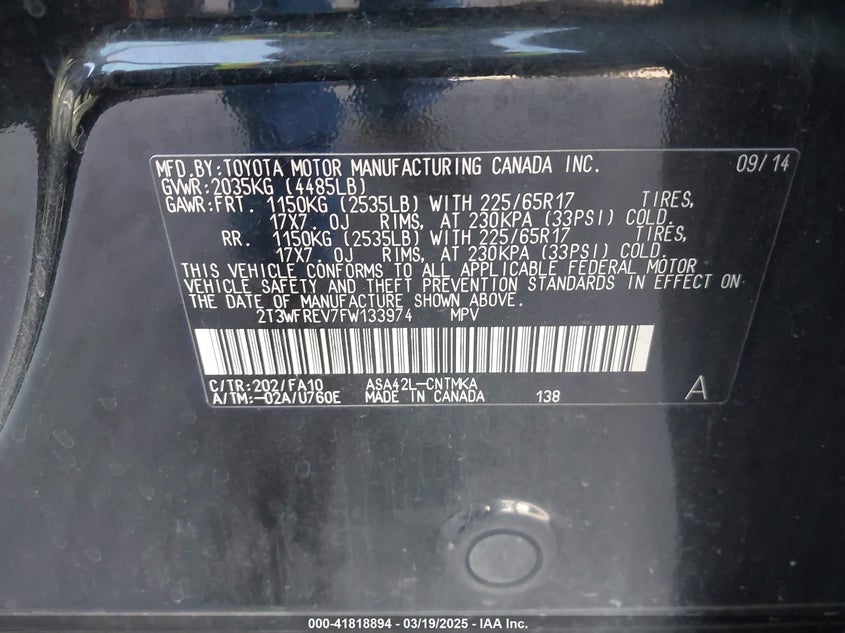 MFD.BY:TOYOTA MOTOR MANUFACTURING CANADA INC. 09/14
GVWR:2035KG (4485LB)
GAWR:FRT. 1150KG (2535LB) WITH 225/65R17 TIRES,
17X7.0J RIMS, AT 230KPA (33PSI) COLD.
RR. 1150KG (2535LB) WITH 225/65R17 TIRES,
17X7.0J RIMS, AT 230KPA (33PSI) COLD.
THIS VEHICLE CONFORMS TO ALL APPLICABLE FEDERAL MOTOR
VEHICLE SAFETY AND THEFT PREVENTION STANDARDS IN EFFECT ON
THE DATE OF MANUFACTURE SHOWN ABOVE.
2T3WFREV7FW133974 MPV
C/TR:202/FA10 ASA42L-CNTMKA
A/TM:-02A/U760E MADE IN CANADA 138 A
000-41818894 - 03/19/2025 - IAA Inc.